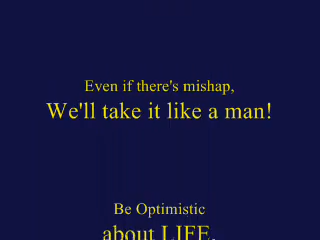 Even if there's mishap,
We'll take it like a man!
Be Optimistic
about LIFE.